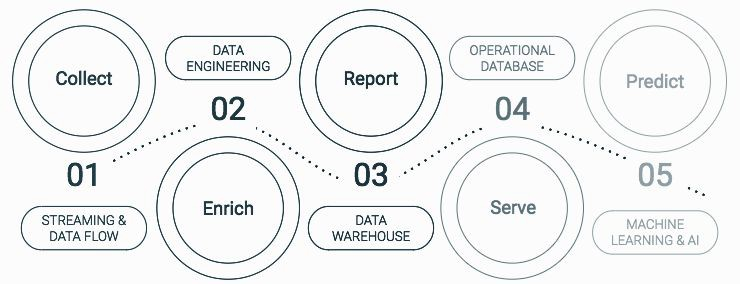 Collect
01
STREAMING &
DATA FLOW
DATA
ENGINEERING
02
Enrich
Report
03
DATA
WAREHOUSE
OPERATIONAL
DATABASE
04
Serve
Predict
05
MACHINE
LEARNING & AI